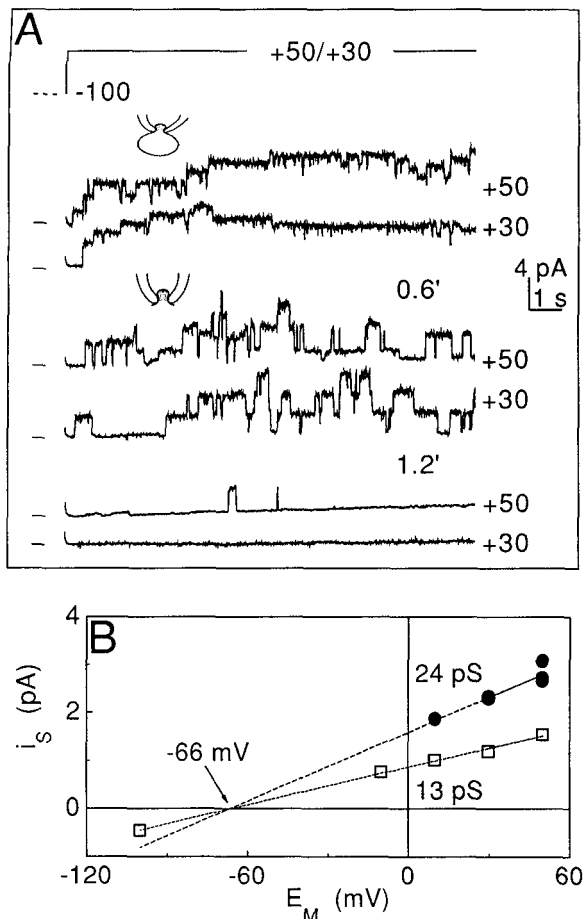 A
+50/+30
-100
+50
+30
4 pA
1 s
0.6'
+50
+30
1.2'
+50
+30
B
4
2
0
i_S (pA)
24 pS
-66 mV
13 pS
-120
-60
0
60
E_M (mV)